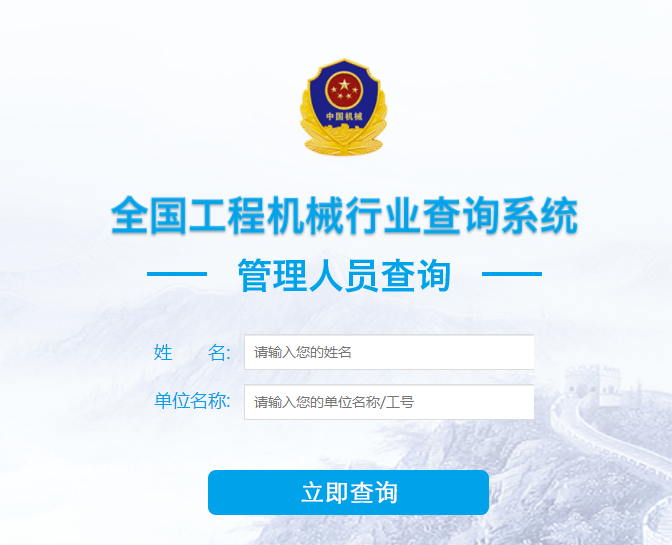 中国机械
全国工程机械行业查询系统
管理人员查询
姓 名: 请输入您的姓名
单位名称: 请输入您的单位名称/工号
立即查询